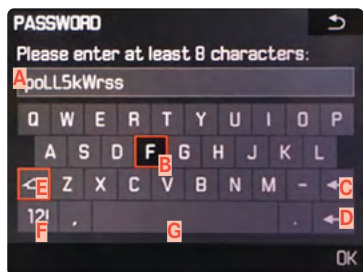 PASSWORD
Please enter at least 8 characters:
A
poLL5kWrss
Q W E R T Y U I O P
A S D F G H J K L
B
E Z X C V B N M - C
F 12! , G . D
OK